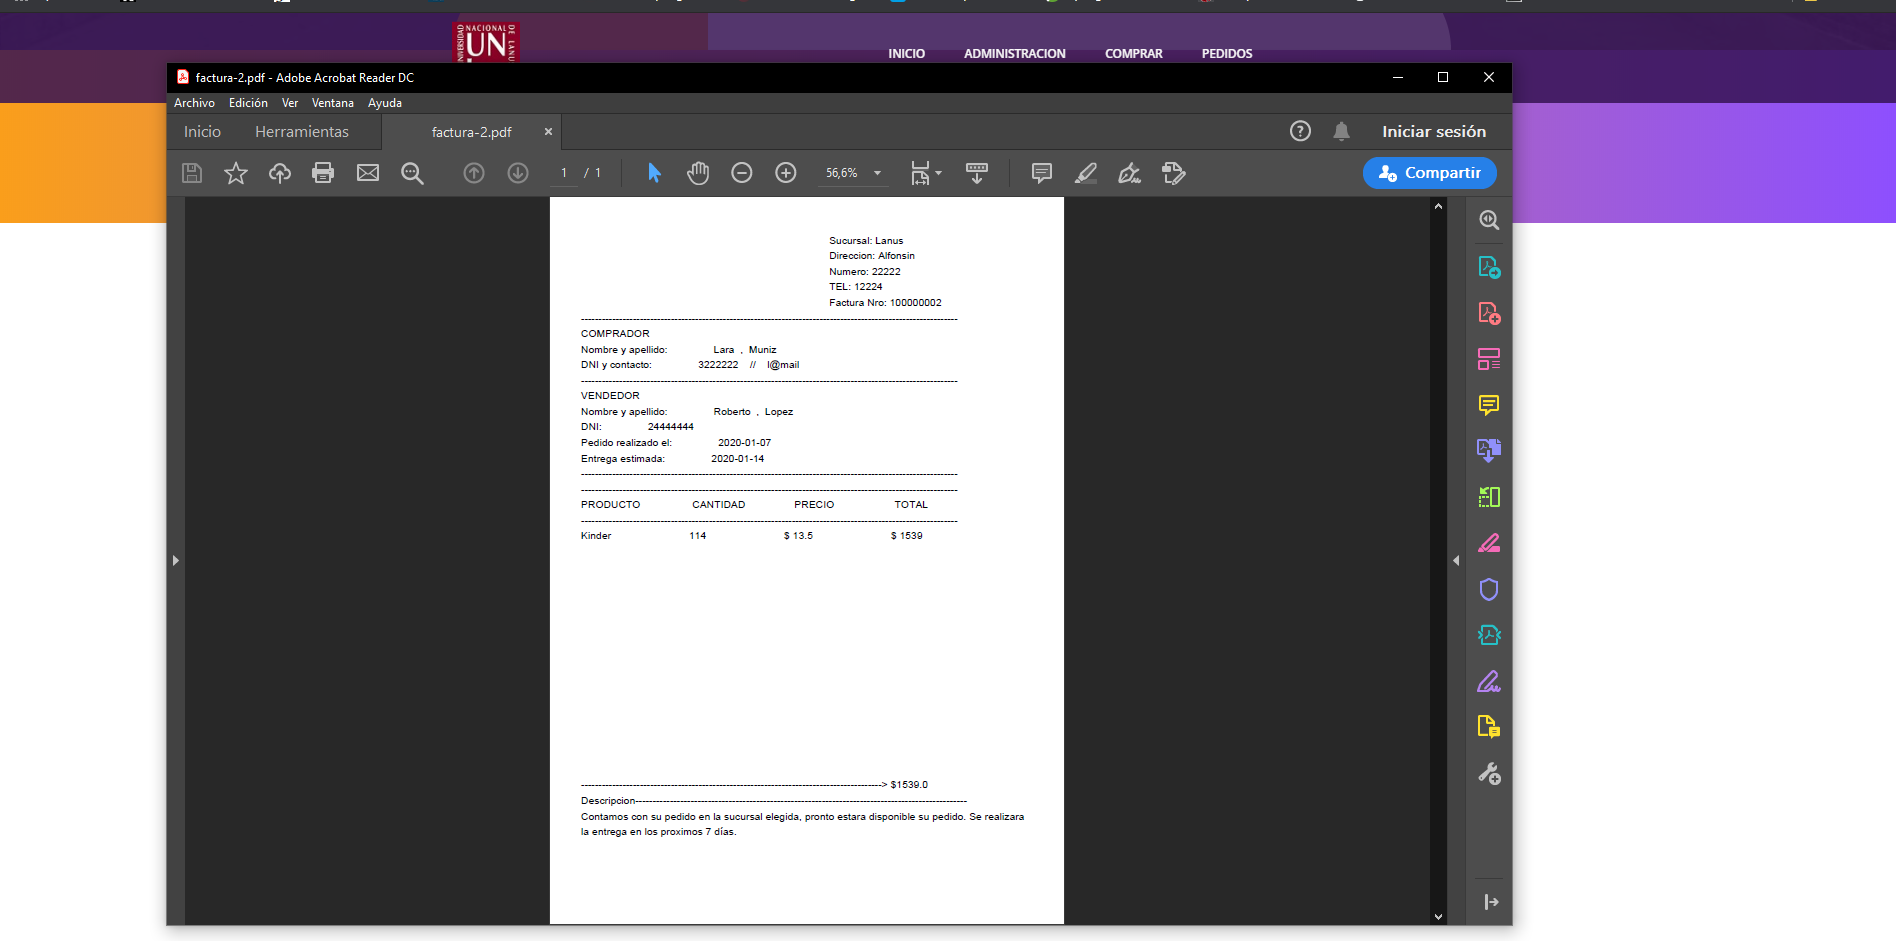 NACIONAL
UNIVERSIDAD
UN
DE LANUS
INICIO ADMINISTRACION COMPRAR PEDIDOS
factura-2.pdf - Adobe Acrobat Reader DC
Archivo Edición Ver Ventana Ayuda
Inicio Herramientas factura-2.pdf Iniciar sesión
1 / 1 56,6% Compartir
Sucursal: Lanus
Direccion: Alfonsin
Numero: 22222
TEL: 12224
Factura Nro: 100000002
COMPRADOR
Nombre y apellido: Lara , Muniz
DNI y contacto: 3222222 // l@mail
VENDEDOR
Nombre y apellido: Roberto , Lopez
DNI: 24444444
Pedido realizado el: 2020-01-07
Entrega estimada: 2020-01-14
PRODUCTO CANTIDAD PRECIO TOTAL
Kinder 114 $ 13.5 $ 1539
> $1539.0
Descripcion
Contamos con su pedido en la sucursal elegida, pronto estara disponible su pedido. Se realizara
la entrega en los proximos 7 días.